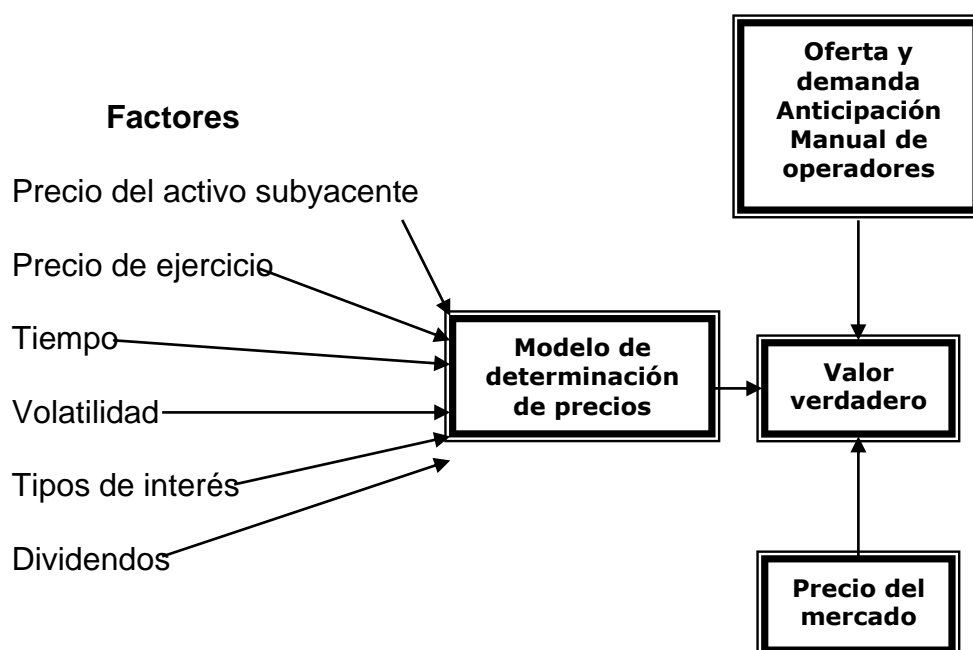 Factores
Precio del activo subyacente
Precio de ejercicio
Tiempo
Volatilidad
Tipos de interés
Dividendos
Modelo de
determinación
de precios
Oferta y
demanda
Anticipación
Manual de
operadores
Valor
verdadero
Precio del
mercado